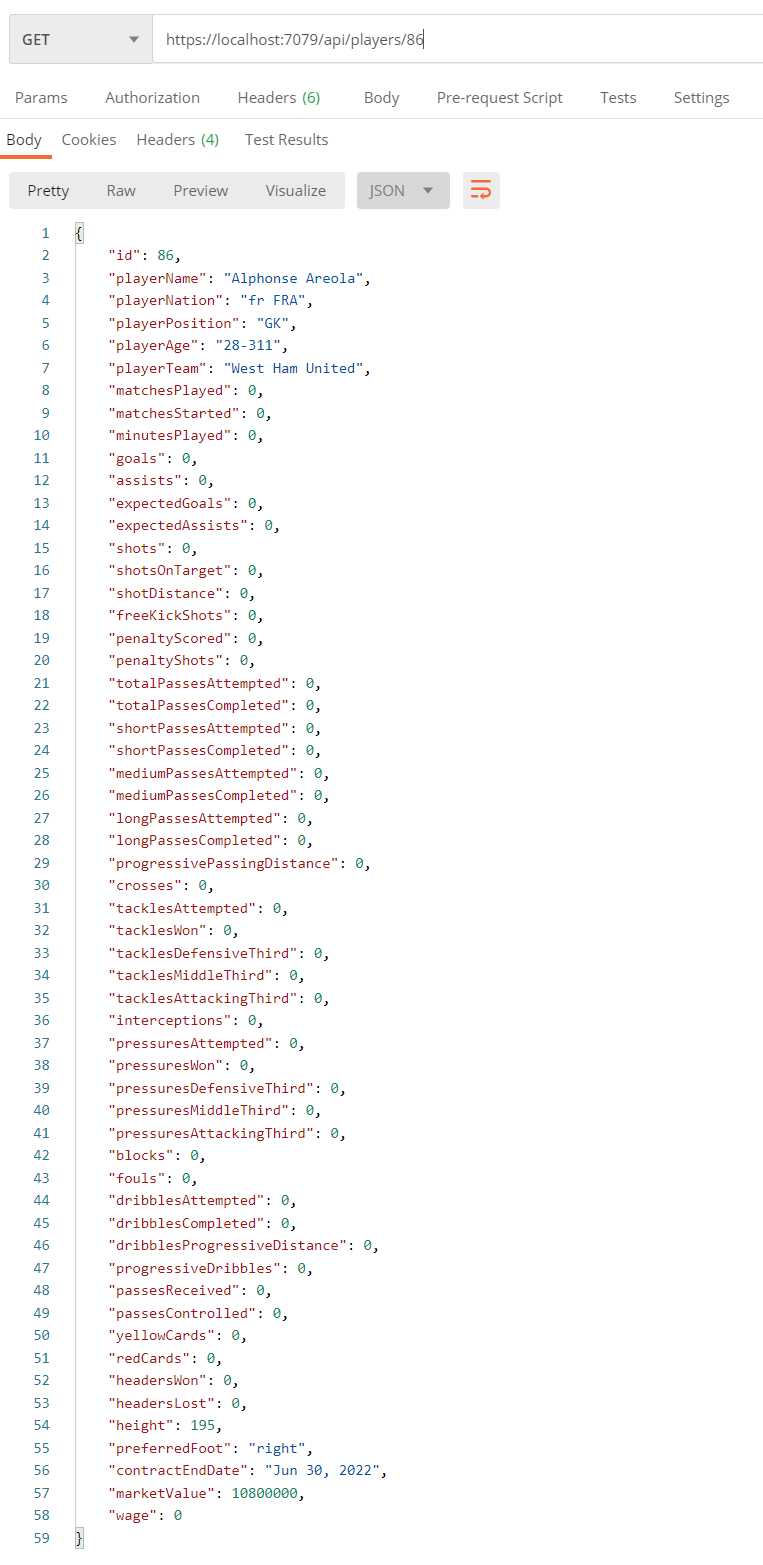 GET https://localhost:7079/api/players/86
Params Authorization Headers (6) Body Pre-request Script Tests Settings
Body Cookies Headers (4) Test Results
Pretty Raw Preview Visualize JSON
1 {
2 "id": 86,
3 "playerName": "Alphonse Areola",
4 "playerNation": "fr FRA",
5 "playerPosition": "GK",
6 "playerAge": "28-311",
7 "playerTeam": "West Ham United",
8 "matchesPlayed": 0,
9 "matchesStarted": 0,
10 "minutesPlayed": 0,
11 "goals": 0,
12 "assists": 0,
13 "expectedGoals": 0,
14 "expectedAssists": 0,
15 "shots": 0,
16 "shotsOnTarget": 0,
17 "shotDistance": 0,
18 "freeKickShots": 0,
19 "penaltyScored": 0,
20 "penaltyShots": 0,
21 "totalPassesAttempted": 0,
22 "totalPassesCompleted": 0,
23 "shortPassesAttempted": 0,
24 "shortPassesCompleted": 0,
25 "mediumPassesAttempted": 0,
26 "mediumPassesCompleted": 0,
27 "longPassesAttempted": 0,
28 "longPassesCompleted": 0,
29 "progressivePassingDistance": 0,
30 "crosses": 0,
31 "tacklesAttempted": 0,
32 "tacklesWon": 0,
33 "tacklesDefensiveThird": 0,
34 "tacklesMiddleThird": 0,
35 "tacklesAttackingThird": 0,
36 "interceptions": 0,
37 "pressuresAttempted": 0,
38 "pressuresWon": 0,
39 "pressuresDefensiveThird": 0,
40 "pressuresMiddleThird": 0,
41 "pressuresAttackingThird": 0,
42 "blocks": 0,
43 "fouls": 0,
44 "dribblesAttempted": 0,
45 "dribblesCompleted": 0,
46 "dribblesProgressiveDistance": 0,
47 "progressiveDribbles": 0,
48 "passesReceived": 0,
49 "passesControlled": 0,
50 "yellowCards": 0,
51 "redCards": 0,
52 "headersWon": 0,
53 "headersLost": 0,
54 "height": 195,
55 "preferredFoot": "right",
56 "contractEndDate": "Jun 30, 2022",
57 "marketValue": 10800000,
58 "wage": 0
59 }